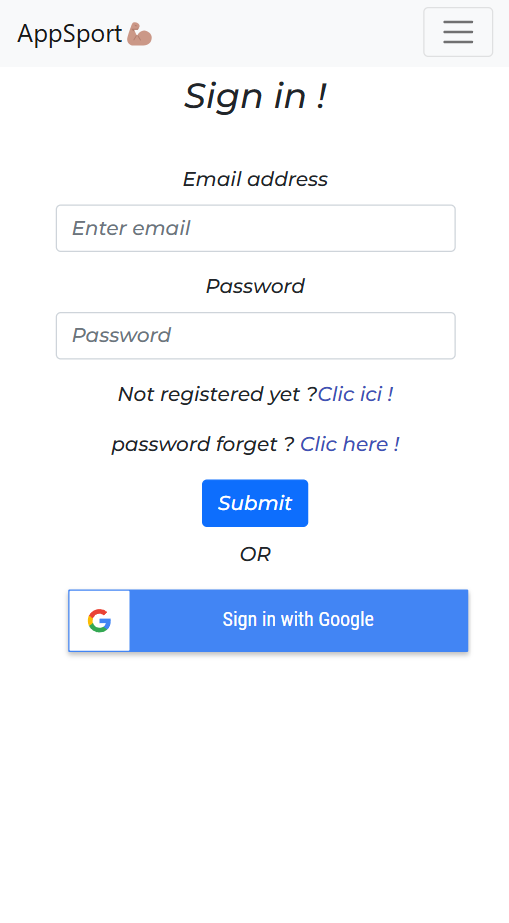 AppSport💪🏽
Sign in !
Email address
Enter email
Password
Password
Not registered yet ?Clic ici !
password forget ? Clic here !
Submit
OR
Sign in with Google